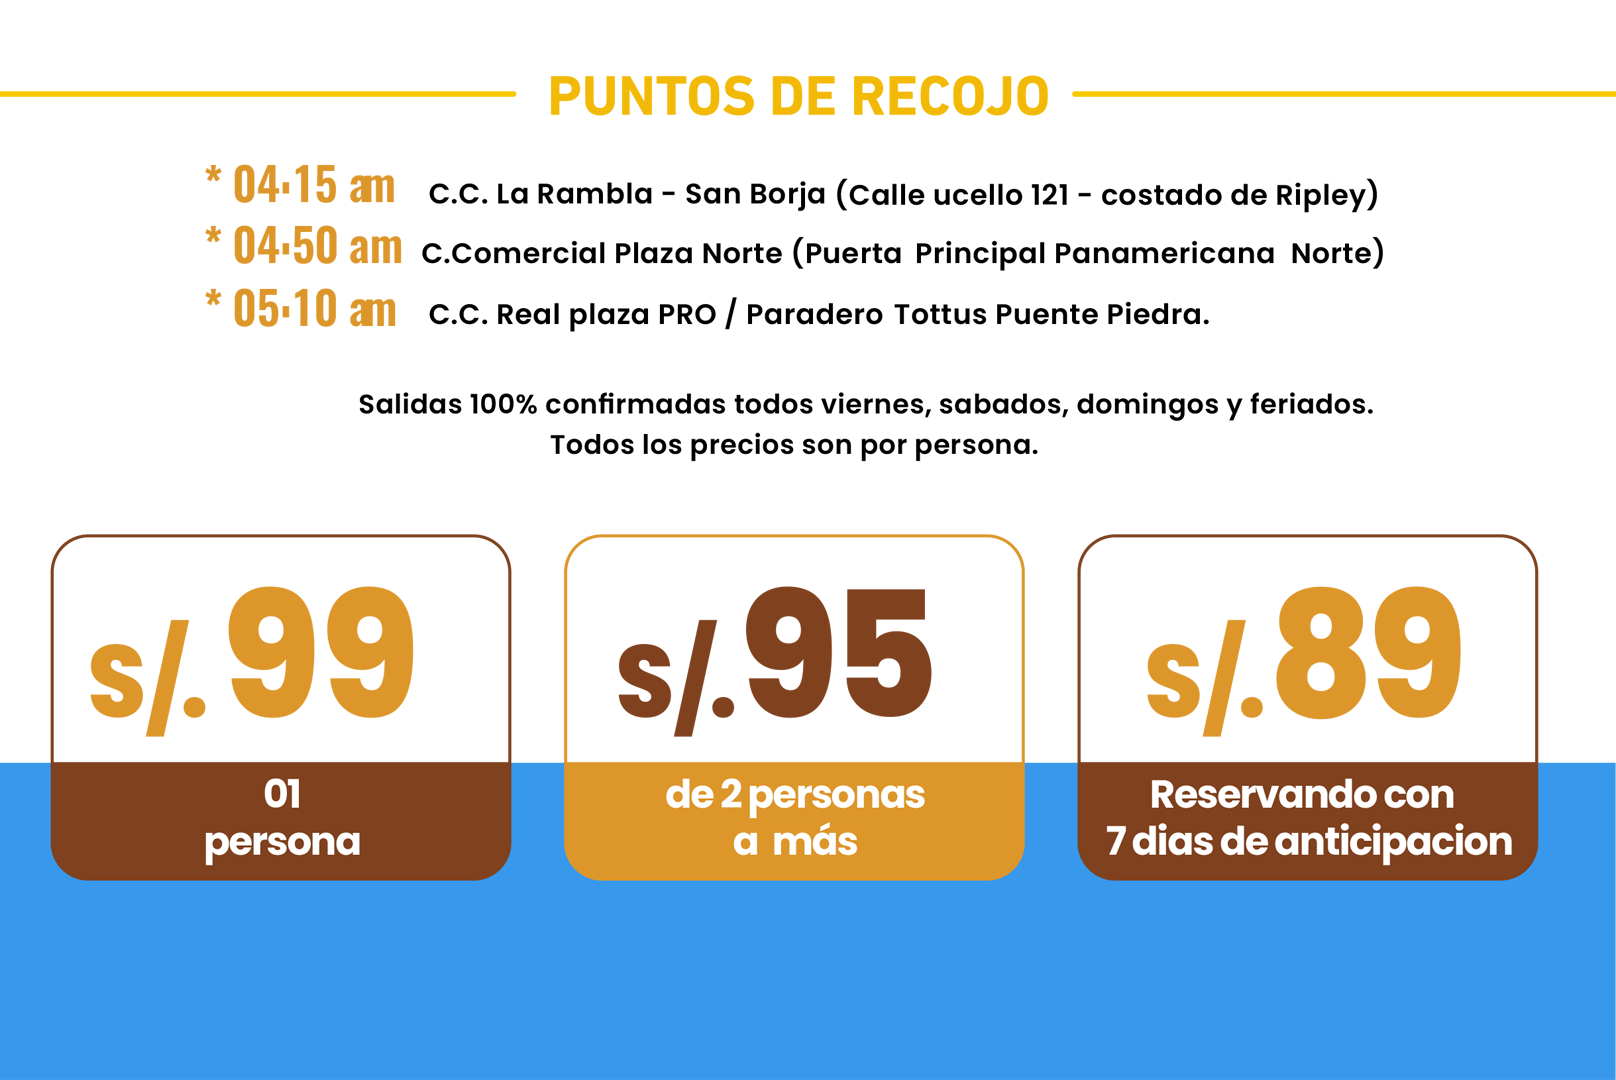 PUNTOS DE RECOJO
* 04:15 am C.C. La Rambla - San Borja (Calle ucello 121 - costado de Ripley)
* 04:50 am C.Comercial Plaza Norte (Puerta Principal Panamericana Norte)
* 05:10 am C.C. Real plaza PRO / Paradero Tottus Puente Piedra.
Salidas 100% confirmadas todos viernes, sabados, domingos y feriados.
Todos los precios son por persona.
S/.99
01
persona
S/.95
de 2 personas
a más
S/.89
Reservando con
7 dias de anticipacion